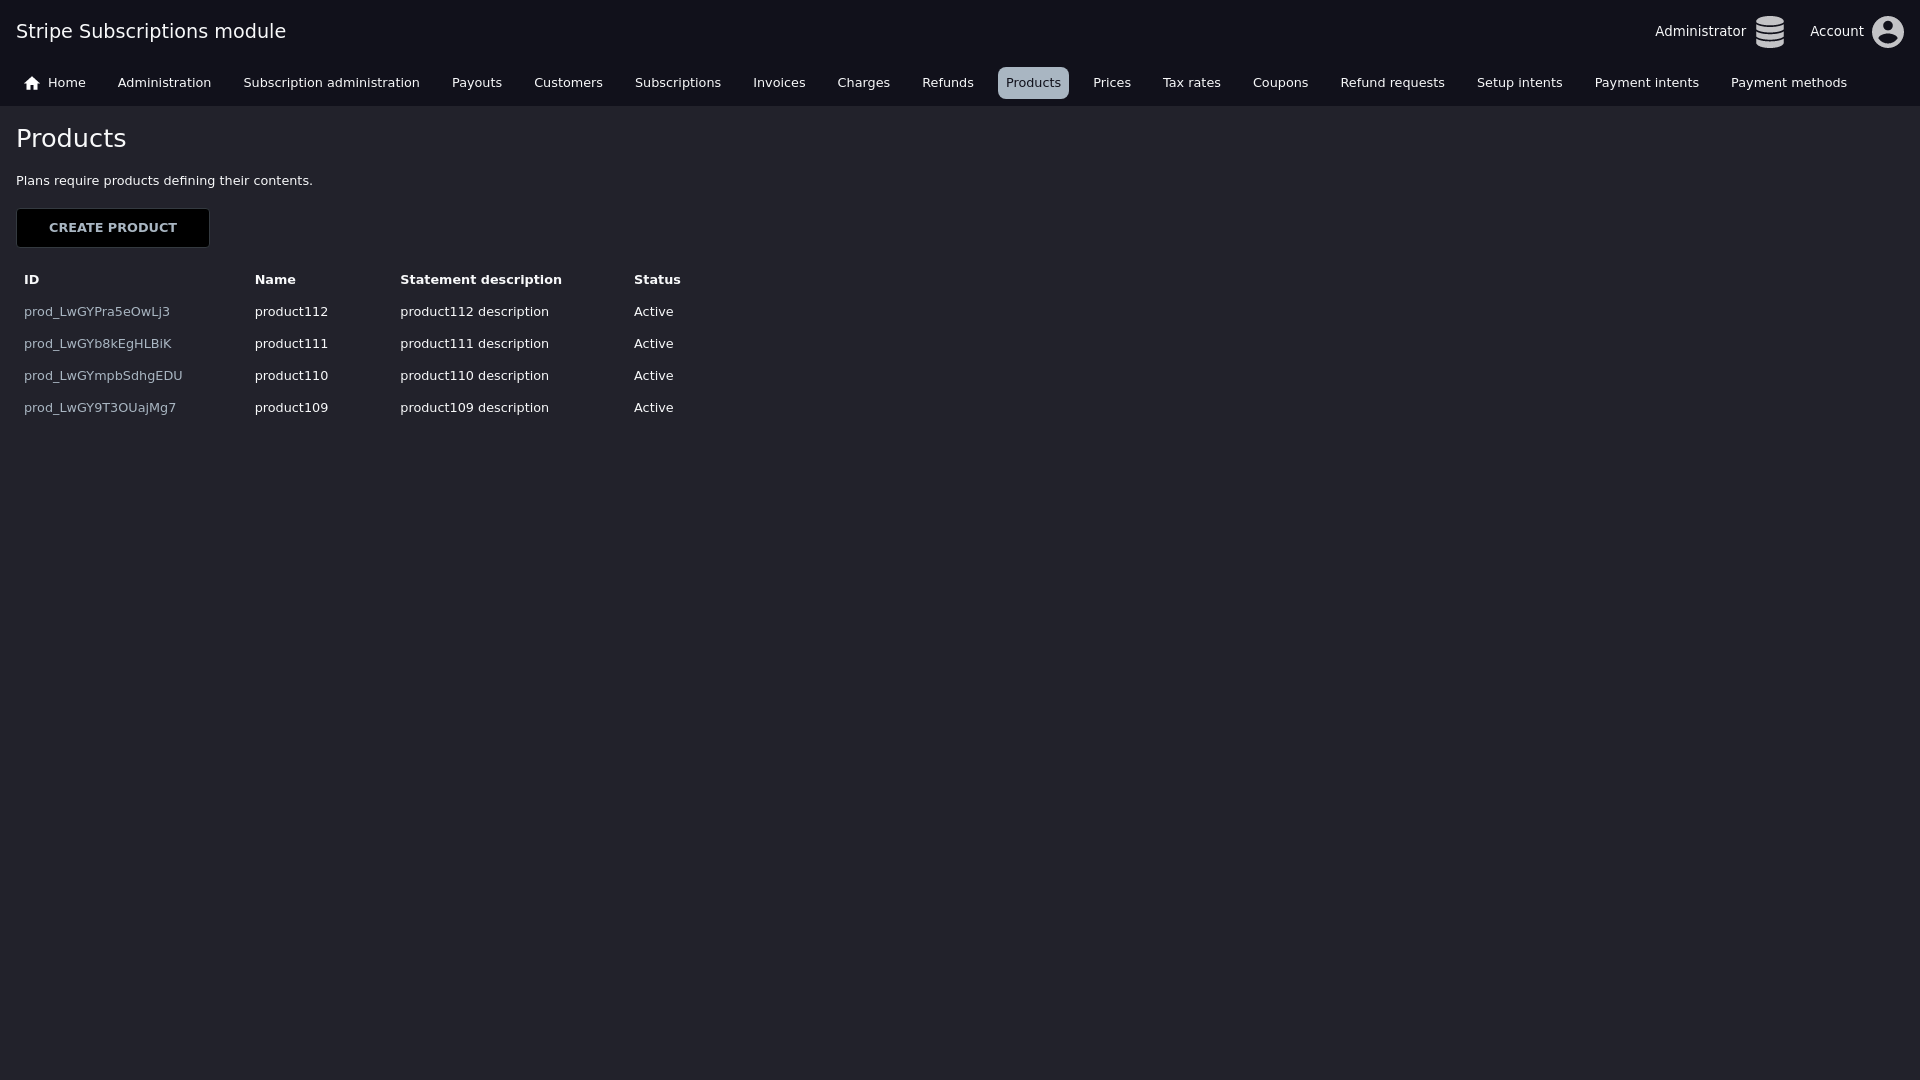 Stripe Subscriptions module
Administrator
Account
Home
Administration
Subscription administration
Payouts
Customers
Subscriptions
Invoices
Charges
Refunds
Products
Prices
Tax rates
Coupons
Refund requests
Setup intents
Payment intents
Payment methods
Products
Plans require products defining their contents.
CREATE PRODUCT
ID Name Statement description Status
prod_LwGYPra5eOwLj3 product112 product112 description Active
prod_LwGYb8kEgHLBiK product111 product111 description Active
prod_LwGYmpbSdhgEDU product110 product110 description Active
prod_LwGY9T3OUajMg7 product109 product109 description Active